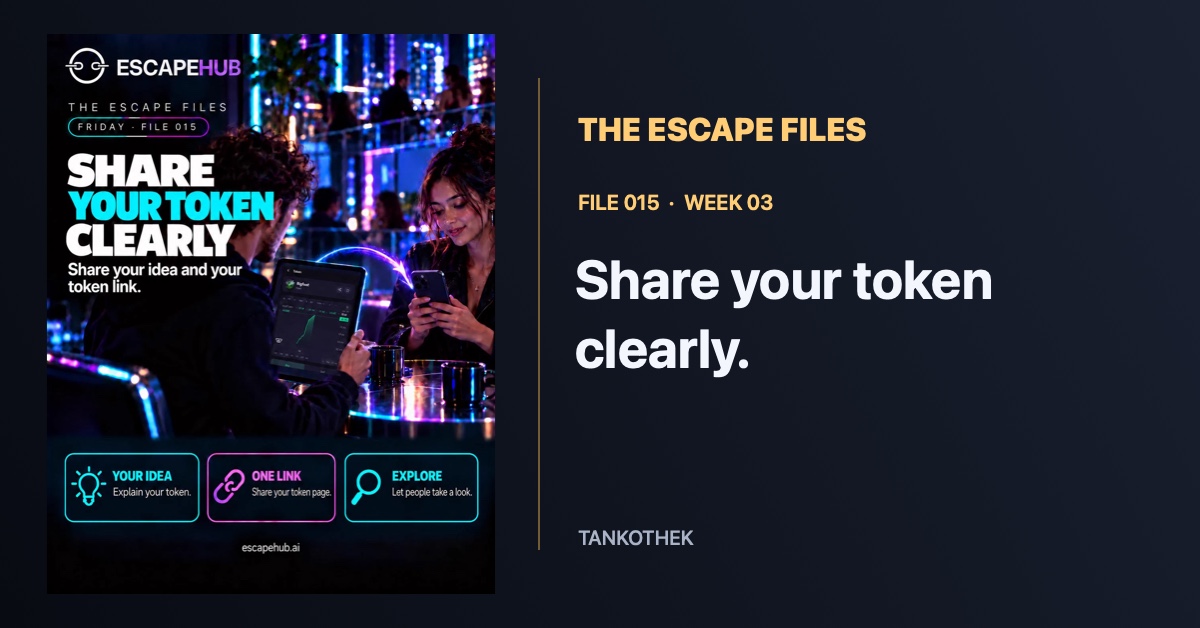 ESCAPEHUB
THE ESCAPE FILES
FRIDAY · FILE 015
SHARE
YOUR TOKEN
CLEARLY
Share your idea and your
token link.
YOUR IDEA
Explain your token.
ONE LINK
Share your token page.
EXPLORE
Let people take a look.
escapehub.ai
THE ESCAPE FILES
FILE 015 · WEEK 03
Share your token
clearly.
TANKOTHEK